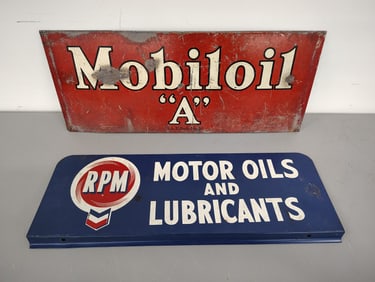 Mobiloil
"A"
RPM
MOTOR OILS
AND
LUBRICANTS